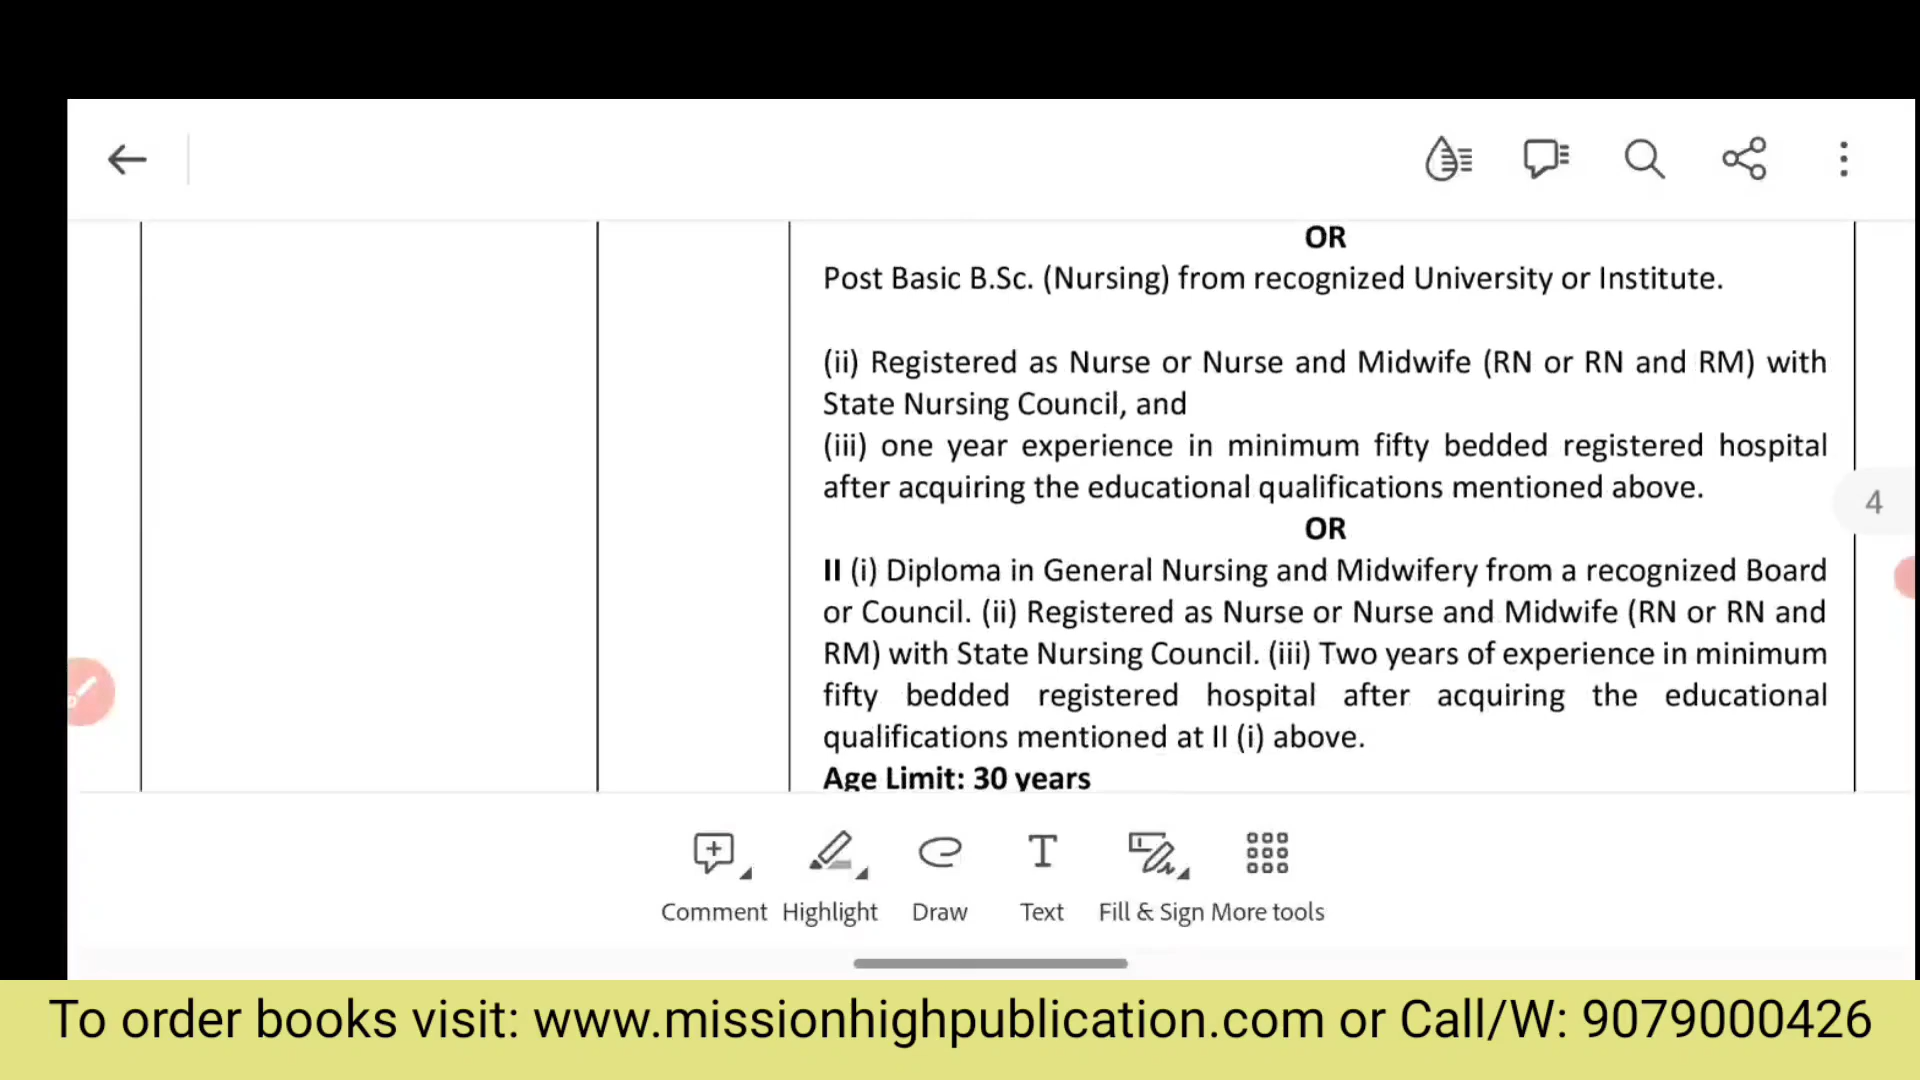 OR
Post Basic B.Sc. (Nursing) from recognized University or Institute.
(ii) Registered as Nurse or Nurse and Midwife (RN or RN and RM) with
State Nursing Council, and
(iii) one year experience in minimum fifty bedded registered hospital
after acquiring the educational qualifications mentioned above.
4
OR
II (i) Diploma in General Nursing and Midwifery from a recognized Board
or Council. (ii) Registered as Nurse or Nurse and Midwife (RN or RN and
RM) with State Nursing Council. (iii) Two years of experience in minimum
fifty bedded registered hospital after acquiring the educational
qualifications mentioned at II (i) above.
Age Limit: 30 years
Comment Highlight Draw Text Fill & Sign More tools
To order books visit: www.missionhighpublication.com or Call/W: 9079000426